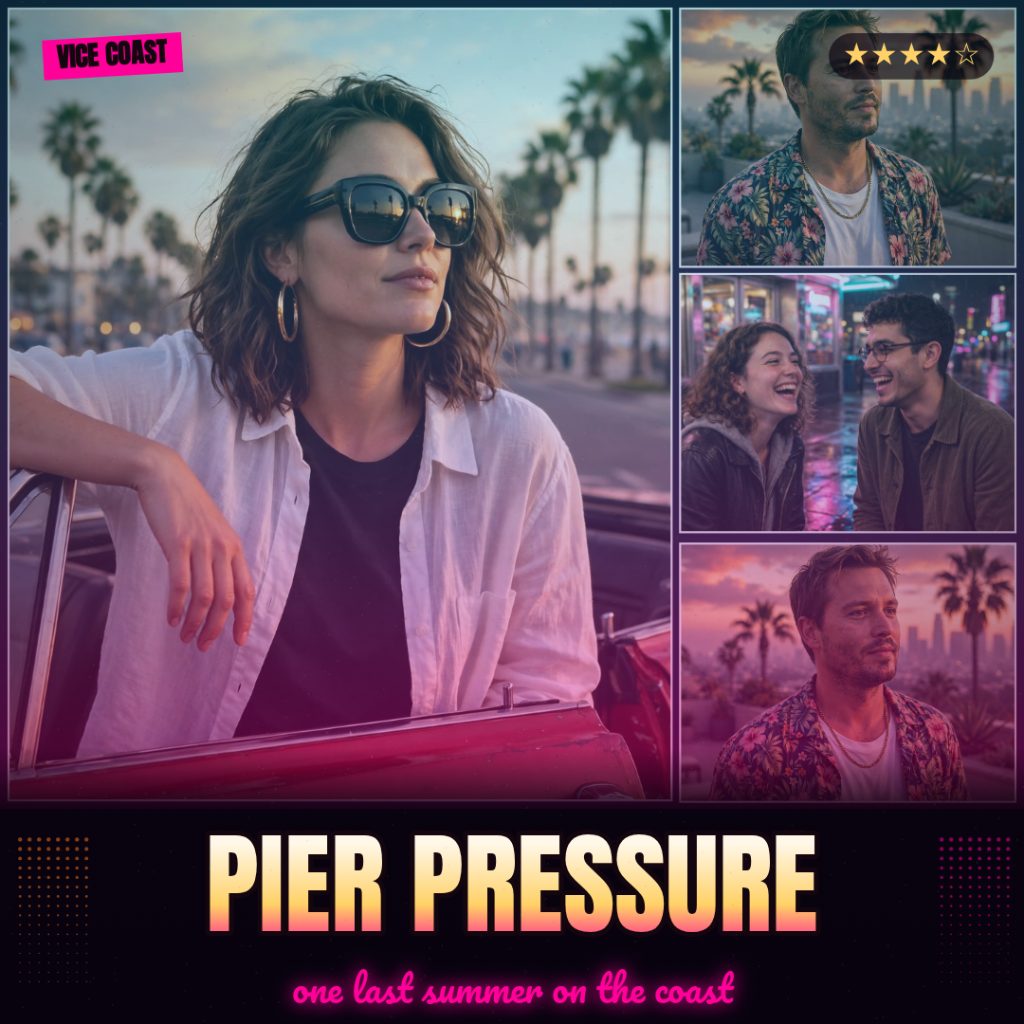 VICE COAST
★★★★☆
PIER PRESSURE
one last summer on the coast